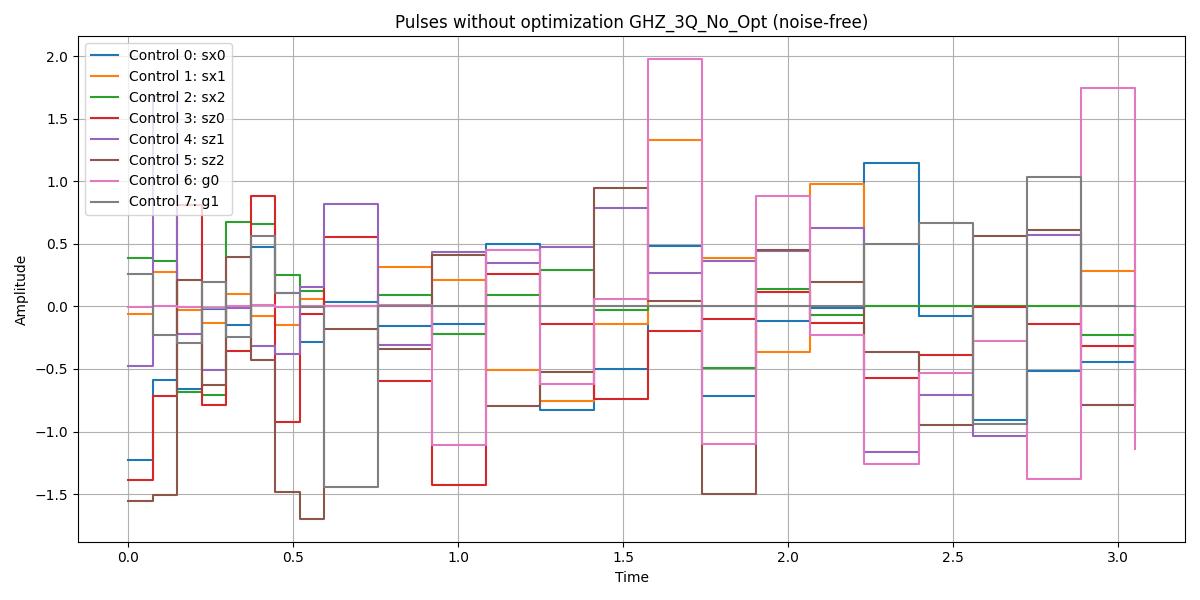 Pulses without optimization GHZ_3Q_No_Opt (noise-free)
Control 0: sx0
Control 1: sx1
Control 2: sx2
Control 3: sz0
Control 4: sz1
Control 5: sz2
Control 6: g0
Control 7: g1
Amplitude
2.0
1.5
1.0
0.5
0.0
−0.5
−1.0
−1.5
0.0 0.5 1.0 1.5 2.0 2.5 3.0
Time